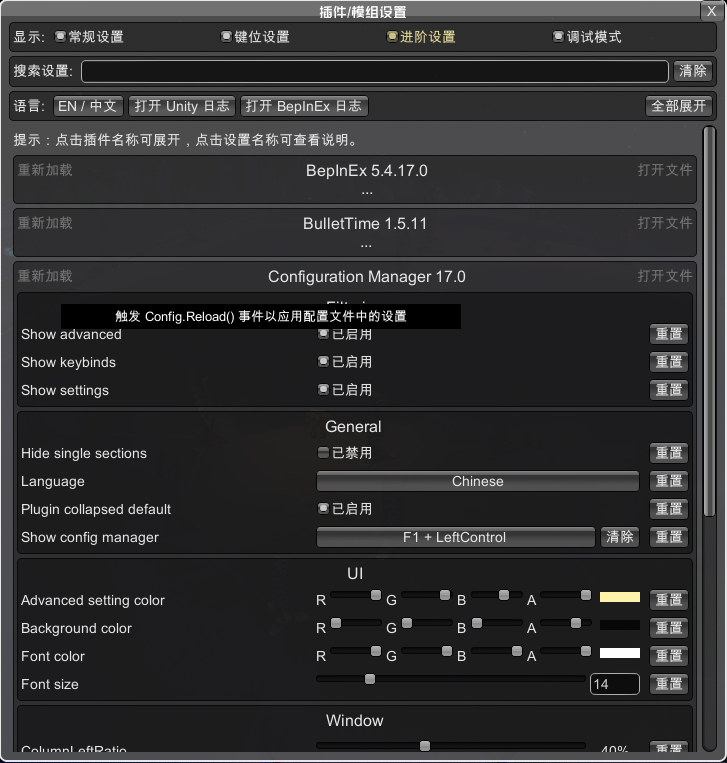 插件/模组设置 X
显示: 常规设置 键位设置 进阶设置 调试模式
搜索设置: 清除
语言: EN / 中文 打开 Unity 日志 打开 BepInEx 日志 全部展开
提示：点击插件名称可展开，点击设置名称可查看说明。
重新加载 BepInEx 5.4.17.0 打开文件
...
重新加载 BulletTime 1.5.11 打开文件
...
重新加载 Configuration Manager 17.0 打开文件
触发 Config.Reload() 事件以应用配置文件中的设置
Show advanced 已启用 重置
Show keybinds 已启用 重置
Show settings 已启用 重置
General
Hide single sections 已禁用 重置
Language Chinese 重置
Plugin collapsed default 已启用 重置
Show config manager F1 + LeftControl 清除 重置
UI
Advanced setting color R G B A 重置
Background color R G B A 重置
Font color R G B A 重置
Font size 14 重置
Window
ColumnLeftRatio 40% 重置